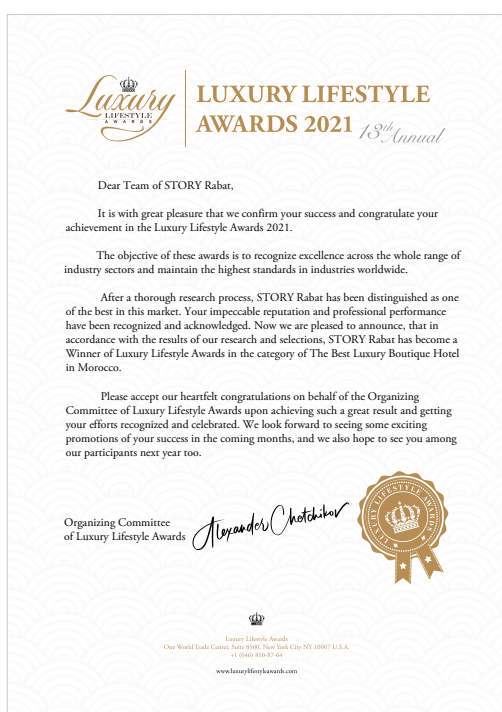 Luxury
LIFESTYLE
AWARDS
LUXURY LIFESTYLE
AWARDS 2021 13th Annual
Dear Team of STORY Rabat,
It is with great pleasure that we confirm your success and congratulate your
achievement in the Luxury Lifestyle Awards 2021.
The objective of these awards is to recognize excellence across the whole range of
industry sectors and maintain the highest standards in industries worldwide.
After a thorough research process, STORY Rabat has been distinguished as one
of the best in this market. Your impeccable reputation and professional performance
have been recognized and acknowledged. Now we are pleased to announce, that in
accordance with the results of our research and selections, STORY Rabat has become a
Winner of Luxury Lifestyle Awards in the category of The Best Luxury Boutique Hotel
in Morocco.
Please accept our heartfelt congratulations on behalf of the Organizing
Committee of Luxury Lifestyle Awards upon achieving such a great result and getting
your efforts recognized and celebrated. We look forward to seeing some exciting
promotions of your success in the coming months, and we also hope to see you among
our participants next year too.
Organizing Committee
of Luxury Lifestyle Awards
Alexander Chetchikov
LUXURY LIFESTYLE AWARDS
Luxury Lifestyle Awards
One World Trade Center. Suite 8500, New York City NY 10007 U.S.A.
+1 (646) 810-87-64
www.luxurylifestyleawards.com